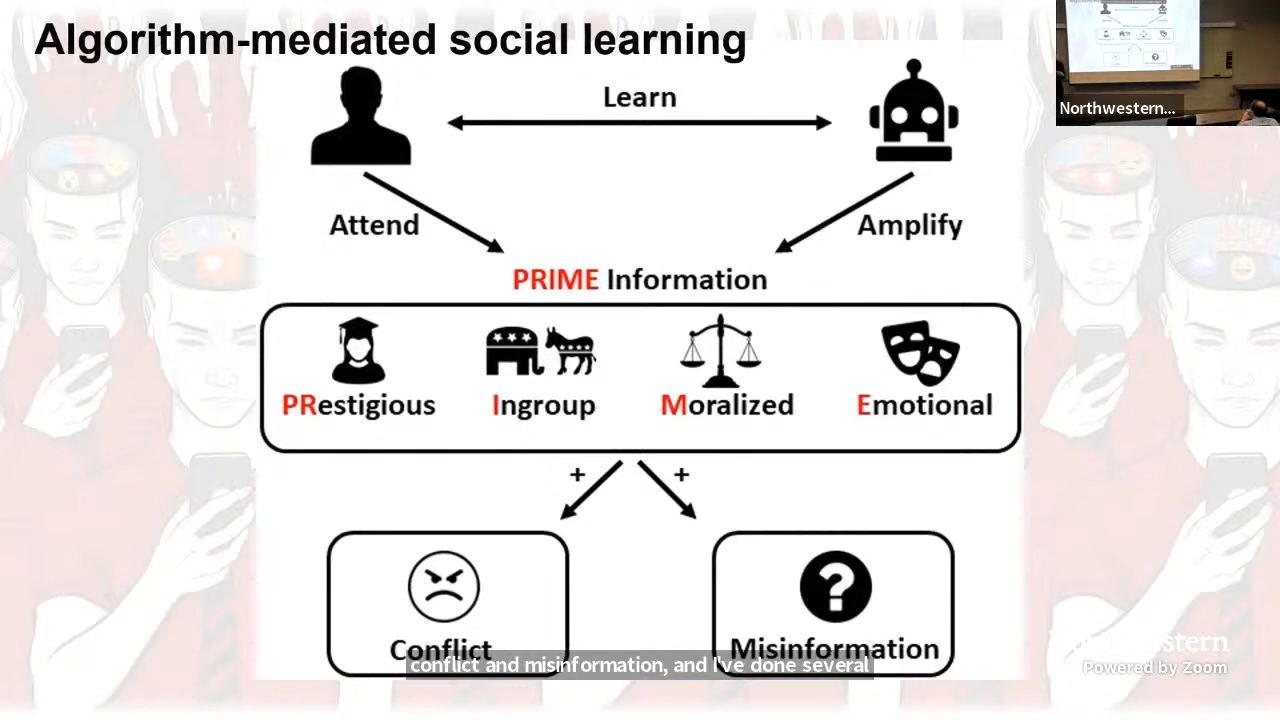 Algorithm-mediated social learning
Learn
Northwestern...
Attend
Amplify
PRIME Information
PRestigious
Ingroup
Moralized
Emotional
+
+
?
Conflict
Misinformation
conflict and misinformation, and I've done several
Powered by Zoom